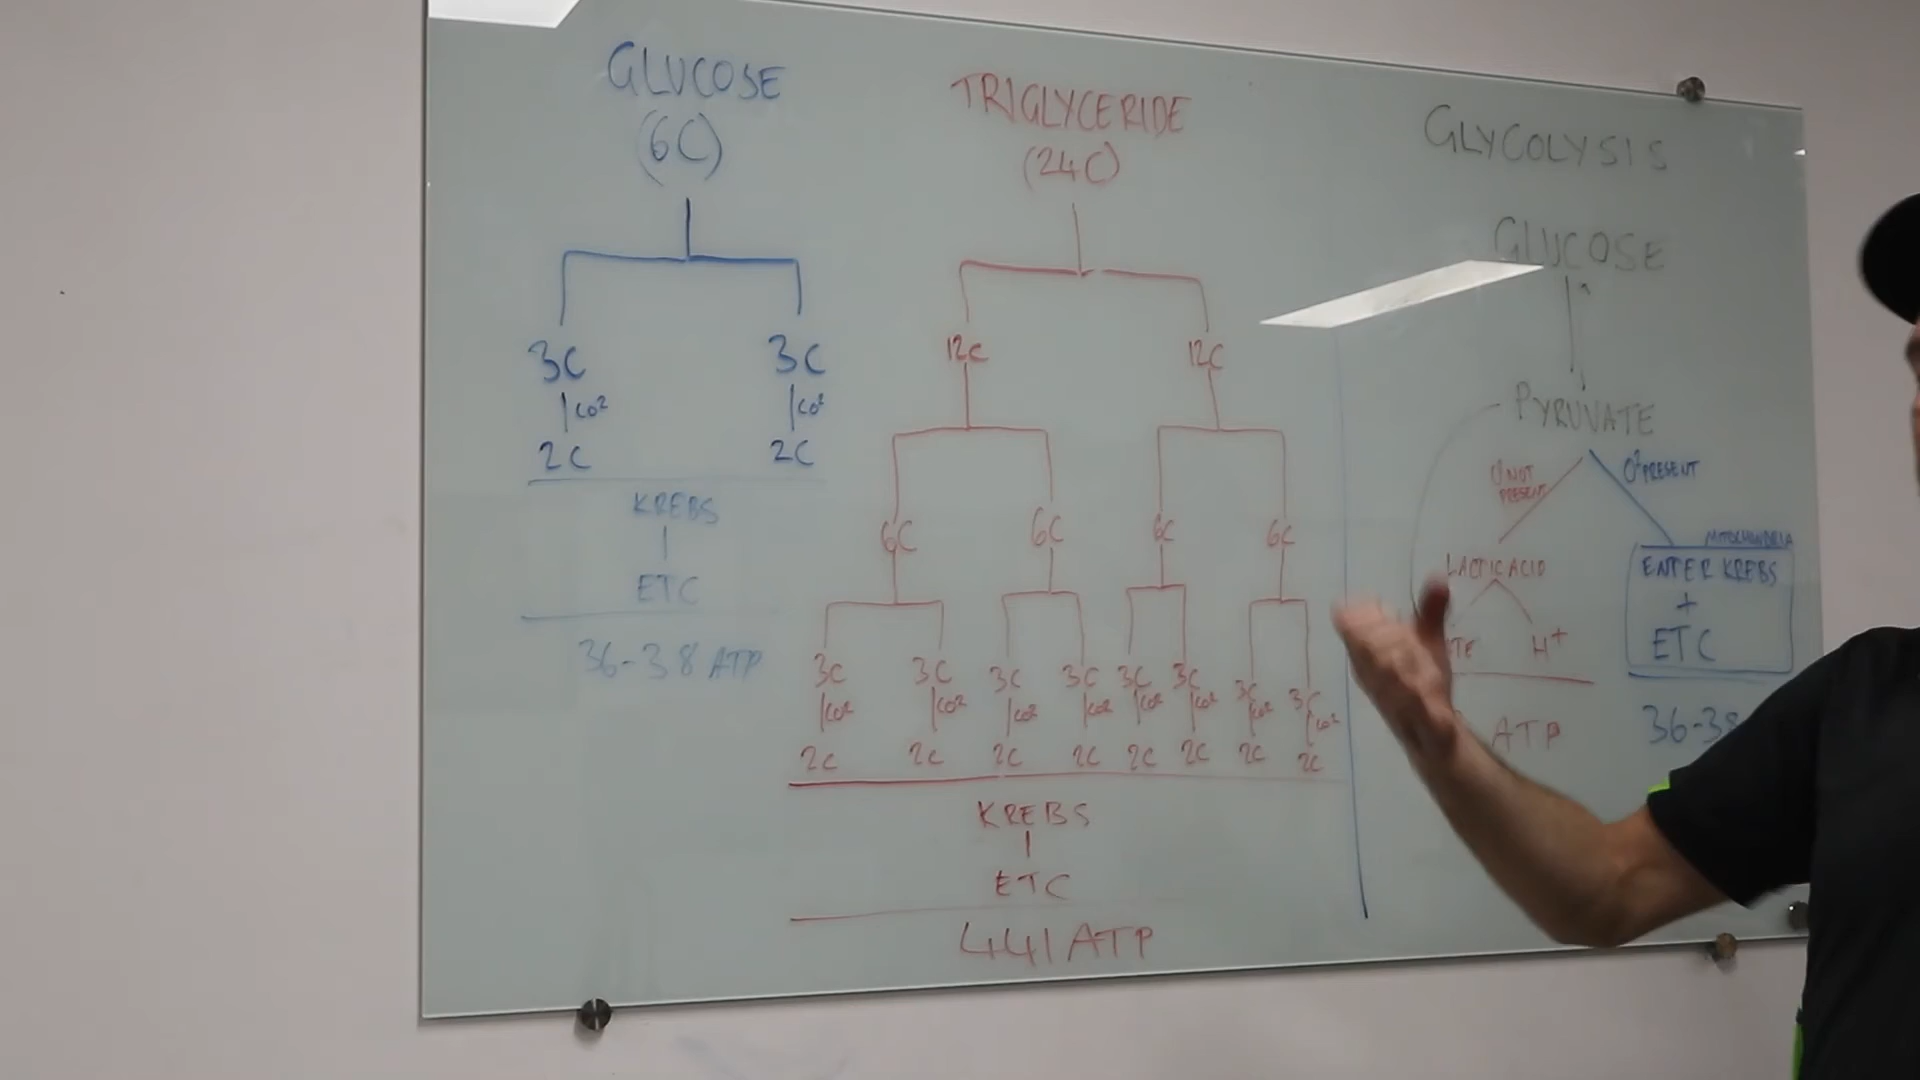 GLUCOSE
(6C)
3C 3C
CO² CO²
2C 2C
KREBS
ETC
36-38 ATP
TRIGLYCERIDE
(24C)
12C 12C
6C 6C 6C 6C
3C 3C 3C 3C 3C 3C 3C 3C
CO² CO² CO² CO² CO² CO² CO² CO²
2C 2C 2C 2C 2C 2C 2C 2C
KREBS
ETC
441 ATP
GLYCOLYSIS
GLUCOSE
PYRUVATE
NOT
PRESENT
O² PRESENT
LACTIC ACID
H+
ATP
ENTER KREBS
+
ETC
36-38